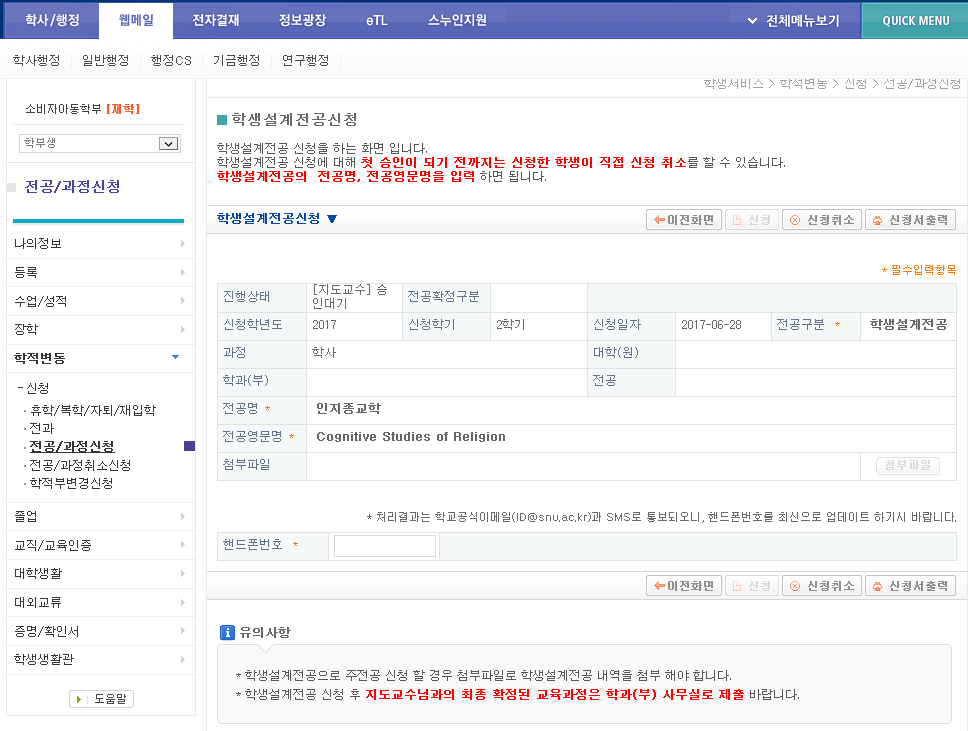 학사/행정 웹메일 전자결재 정보광장 eTL 스누인지원 전체메뉴보기 QUICK MENU
학사행정 일반행정 행정CS 기금행정 연구행정
학생서비스 > 학적변동 > 신청 > 전공/과정신청
소비자아동학부 [재학]
학부생
전공/과정신청
나의정보
등록
수업/성적
장학
학적변동
- 신청
· 휴학/복학/자퇴/재입학
· 전과
· 전공/과정신청
· 전공/과정취소신청
· 학적부변경신청
졸업
교직/교육인증
대학생활
대외교류
증명/확인서
학생생활관
도움말
학생설계전공신청
학생설계전공 신청을 하는 화면 입니다.
학생설계전공 신청에 대해 첫 승인이 되기 전까지는 신청한 학생이 직접 신청 취소를 할 수 있습니다.
학생설계전공의 전공명, 전공영문명을 입력 하면 됩니다.
학생설계전공신청 ▼ 이전화면 신청 신청취소 신청서출력
* 필수입력항목
진행상태 [지도교수] 승
인대기 전공확정구분
신청학년도 2017 신청학기 2학기 신청일자 2017-06-28 전공구분 * 학생설계전공
과정 학사 대학(원)
학과(부) 전공
전공명 * 인지종교학
전공영문명 * Cognitive Studies of Religion
첨부파일 첨부파일
* 처리결과는 학교공식이메일(ID@snu.ac.kr)과 SMS로 통보되오니, 핸드폰번호를 최신으로 업데이트 하기시 바랍니다.
핸드폰번호 *
이전화면 신청 신청취소 신청서출력
유의사항
* 학생설계전공으로 주전공 신청 할 경우 첨부파일로 학생설계전공 내역을 첨부 해야 합니다.
* 학생설계전공 신청 후 지도교수님과의 최종 확정된 교육과정은 학과(부) 사무실로 제출 바랍니다.